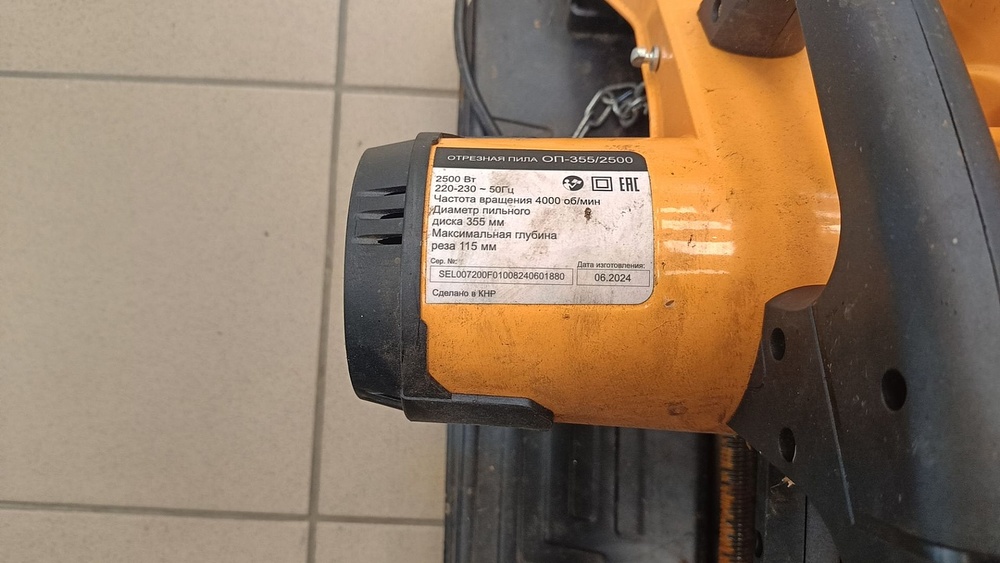 ОТРЕЗНАЯ ПИЛА ОП-355/2500
2500 Вт
220-230 ~ 50Гц
Частота вращения 4000 об/мин
Диаметр пильного
диска 355 мм
Максимальная глубина
реза 115 мм
EAC
Сер. №:
SEL007200F01008240601880
Дата изготовления:
06.2024
Сделано в КНР